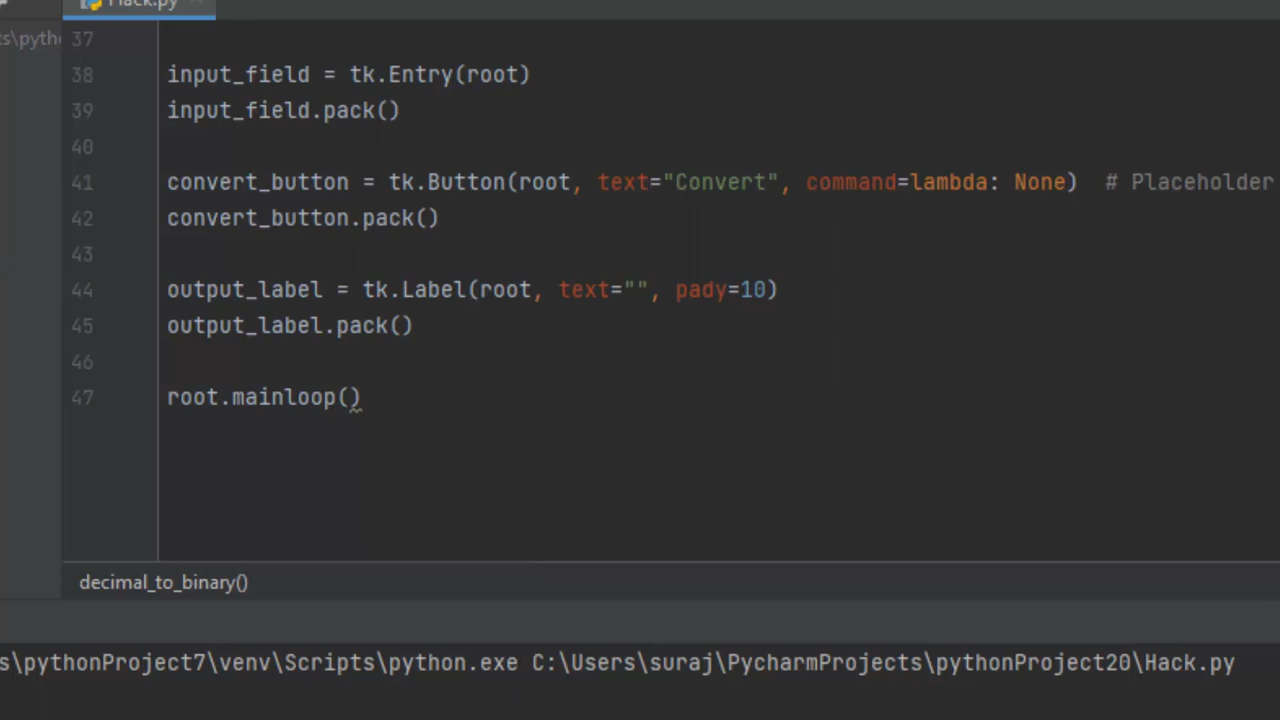 Hack.py
ts\pytho
37
38 input_field = tk.Entry(root)
39 input_field.pack()
40
41 convert_button = tk.Button(root, text="Convert", command=lambda: None)  # Placeholder
42 convert_button.pack()
43
44 output_label = tk.Label(root, text="", pady=10)
45 output_label.pack()
46
47 root.mainloop()
decimal_to_binary()
s\pythonProject7\venv\Scripts\python.exe C:\Users\suraj\PycharmProjects\pythonProject20\Hack.py